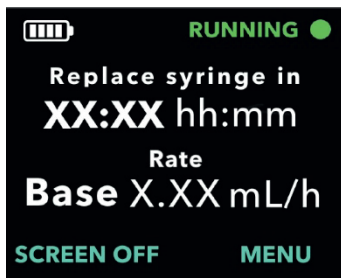 RUNNING
Replace syringe in
XX:XX hh:mm
Rate
Base X.XX mL/h
SCREEN OFF MENU